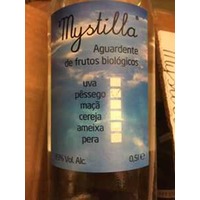 Mystilla
Aguardente
de frutos biológicos
uva
pêssego
maçã
cereja
ameixa
pera
Vol. Alc.
0,5l ℮